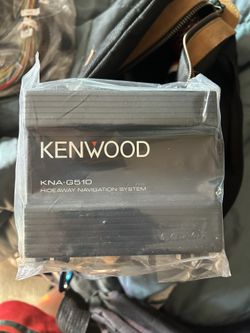 KENWOOD
KNA-G510
HIDEAWAY NAVIGATION SYSTEM